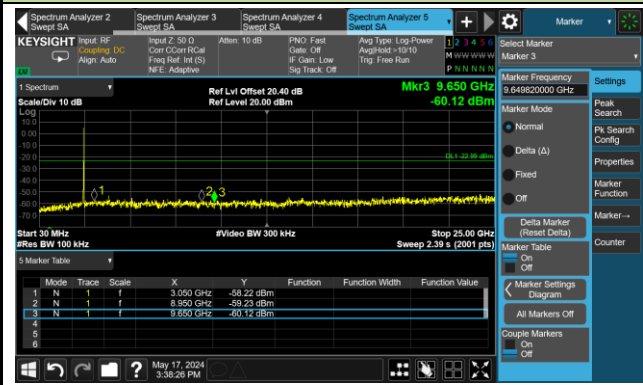 Spectrum Analyzer 2
Swept SA
Spectrum Analyzer 3
Swept SA
Spectrum Analyzer 4
Swept SA
Spectrum Analyzer 5
Swept SA
Marker
KEYSIGHT
Input: RF
Coupling: DC
Align: Auto
Input Z: 50 Ω
Corr CCorr RCal
Freq Ref: Int (S)
NFE: Adaptive
Atten: 10 dB
PNO: Fast
Gate: Off
IF Gain: Low
Sig Track: Off
Avg Type: Log-Power
Avg|Hold:>10/10
Trig: Free Run
1 2 3 4 5 6
M W W W W W
P N N N N N
LXI
Select Marker
Marker 3
1 Spectrum
Scale/Div 10 dB
Ref Lvl Offset 20.40 dB
Ref Level 20.00 dBm
Mkr3 9.650 GHz
-60.12 dBm
Log
10.0
0.00
-10.0
-20.0
-30.0
-40.0
-50.0
-60.0
-70.0
DL1 -22.99 dBm
1
2
3
Start 30 MHz
#Res BW 100 kHz
#Video BW 300 kHz
Stop 25.00 GHz
Sweep 2.39 s (2001 pts)
5 Marker Table
Mode Trace Scale X Y Function Function Width Function Value
1 N 1 f 3.050 GHz -58.22 dBm
2 N 1 f 8.950 GHz -59.23 dBm
3 N 1 f 9.650 GHz -60.12 dBm
4
5
6
Marker Frequency
9.649820000 GHz
Marker Mode
Normal
Delta (Δ)
Fixed
Off
Delta Marker
(Reset Delta)
Marker Table
On
Off
Marker Settings
Diagram
All Markers Off
Couple Markers
On
Off
Settings
Peak
Search
Pk Search
Config
Properties
Marker
Function
Marker→
Counter
?
May 17, 2024
3:38:26 PM